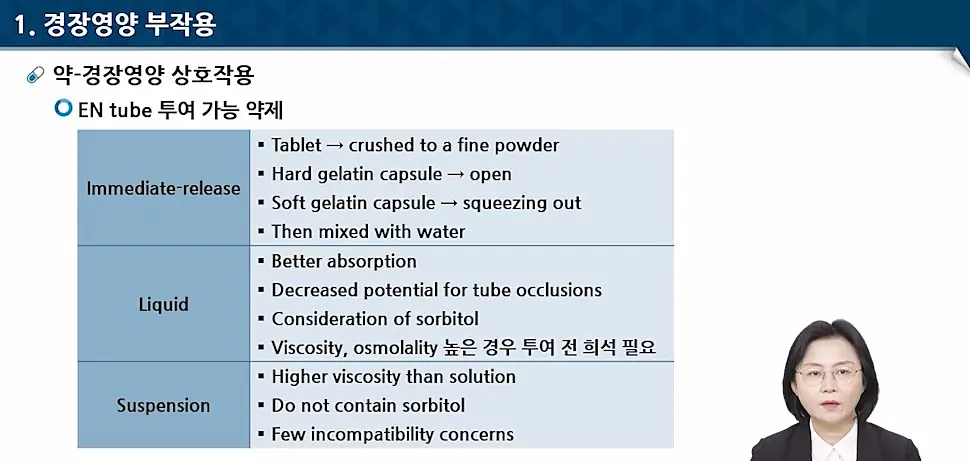 1. 경장영양 부작용
약-경장영양 상호작용
EN tube 투여 가능 약제
Immediate-release
▪ Tablet → crushed to a fine powder
▪ Hard gelatin capsule → open
▪ Soft gelatin capsule → squeezing out
▪ Then mixed with water
Liquid
▪ Better absorption
▪ Decreased potential for tube occlusions
▪ Consideration of sorbitol
▪ Viscosity, osmolality 높은 경우 투여 전 희석 필요
Suspension
▪ Higher viscosity than solution
▪ Do not contain sorbitol
▪ Few incompatibility concerns